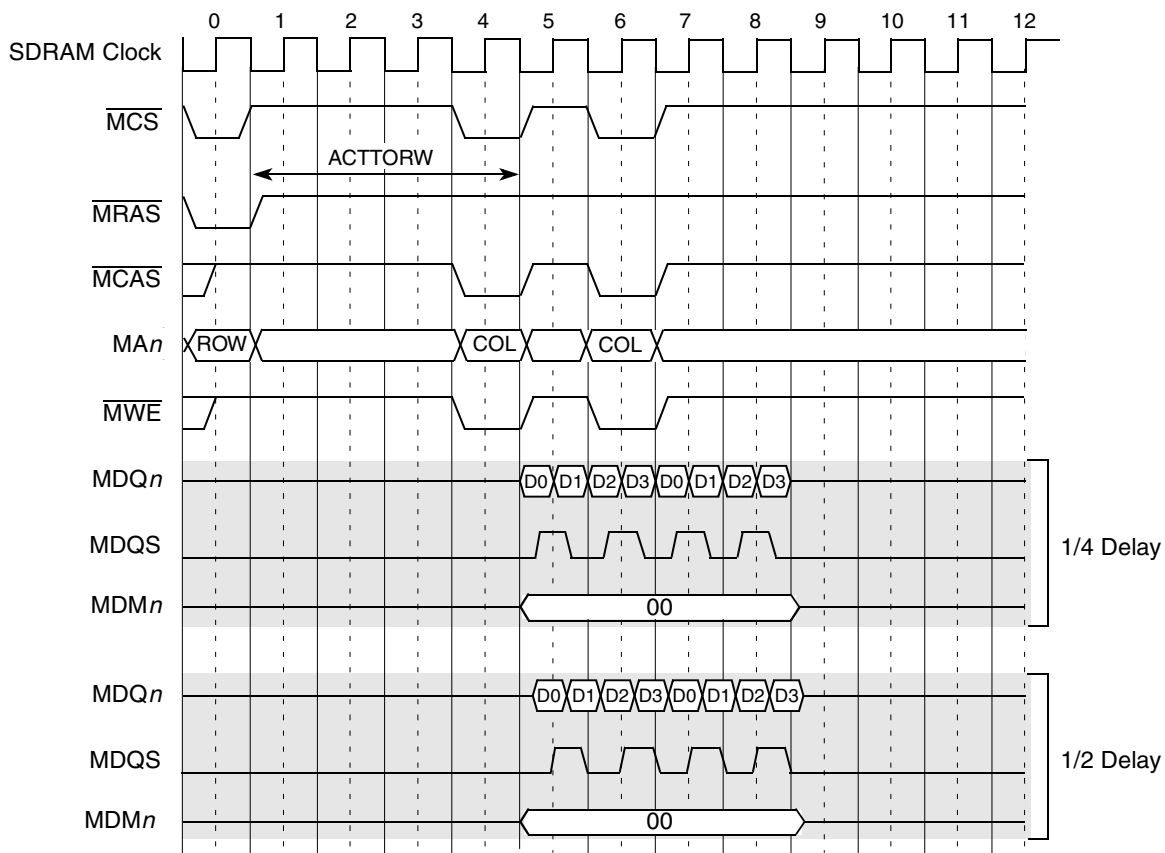 0 1 2 3 4 5 6 7 8 9 10 11 12
SDRAM Clock
MCS
ACTTORW
MRAS
MCAS
MAn ROW COL COL
MWE
MDQn D0 D1 D2 D3 D0 D1 D2 D3
MDQS
1/4 Delay
MDMn 00
MDQn D0 D1 D2 D3 D0 D1 D2 D3
MDQS
1/2 Delay
MDMn 00